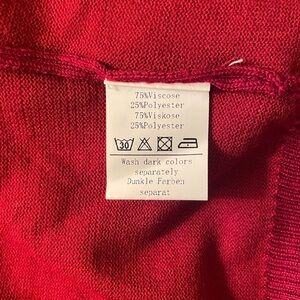 75%Viscose
25%Polyester
75%Viskose
25%Polyester
30
Wash dark colors
separately
Dunkle Farben
separat